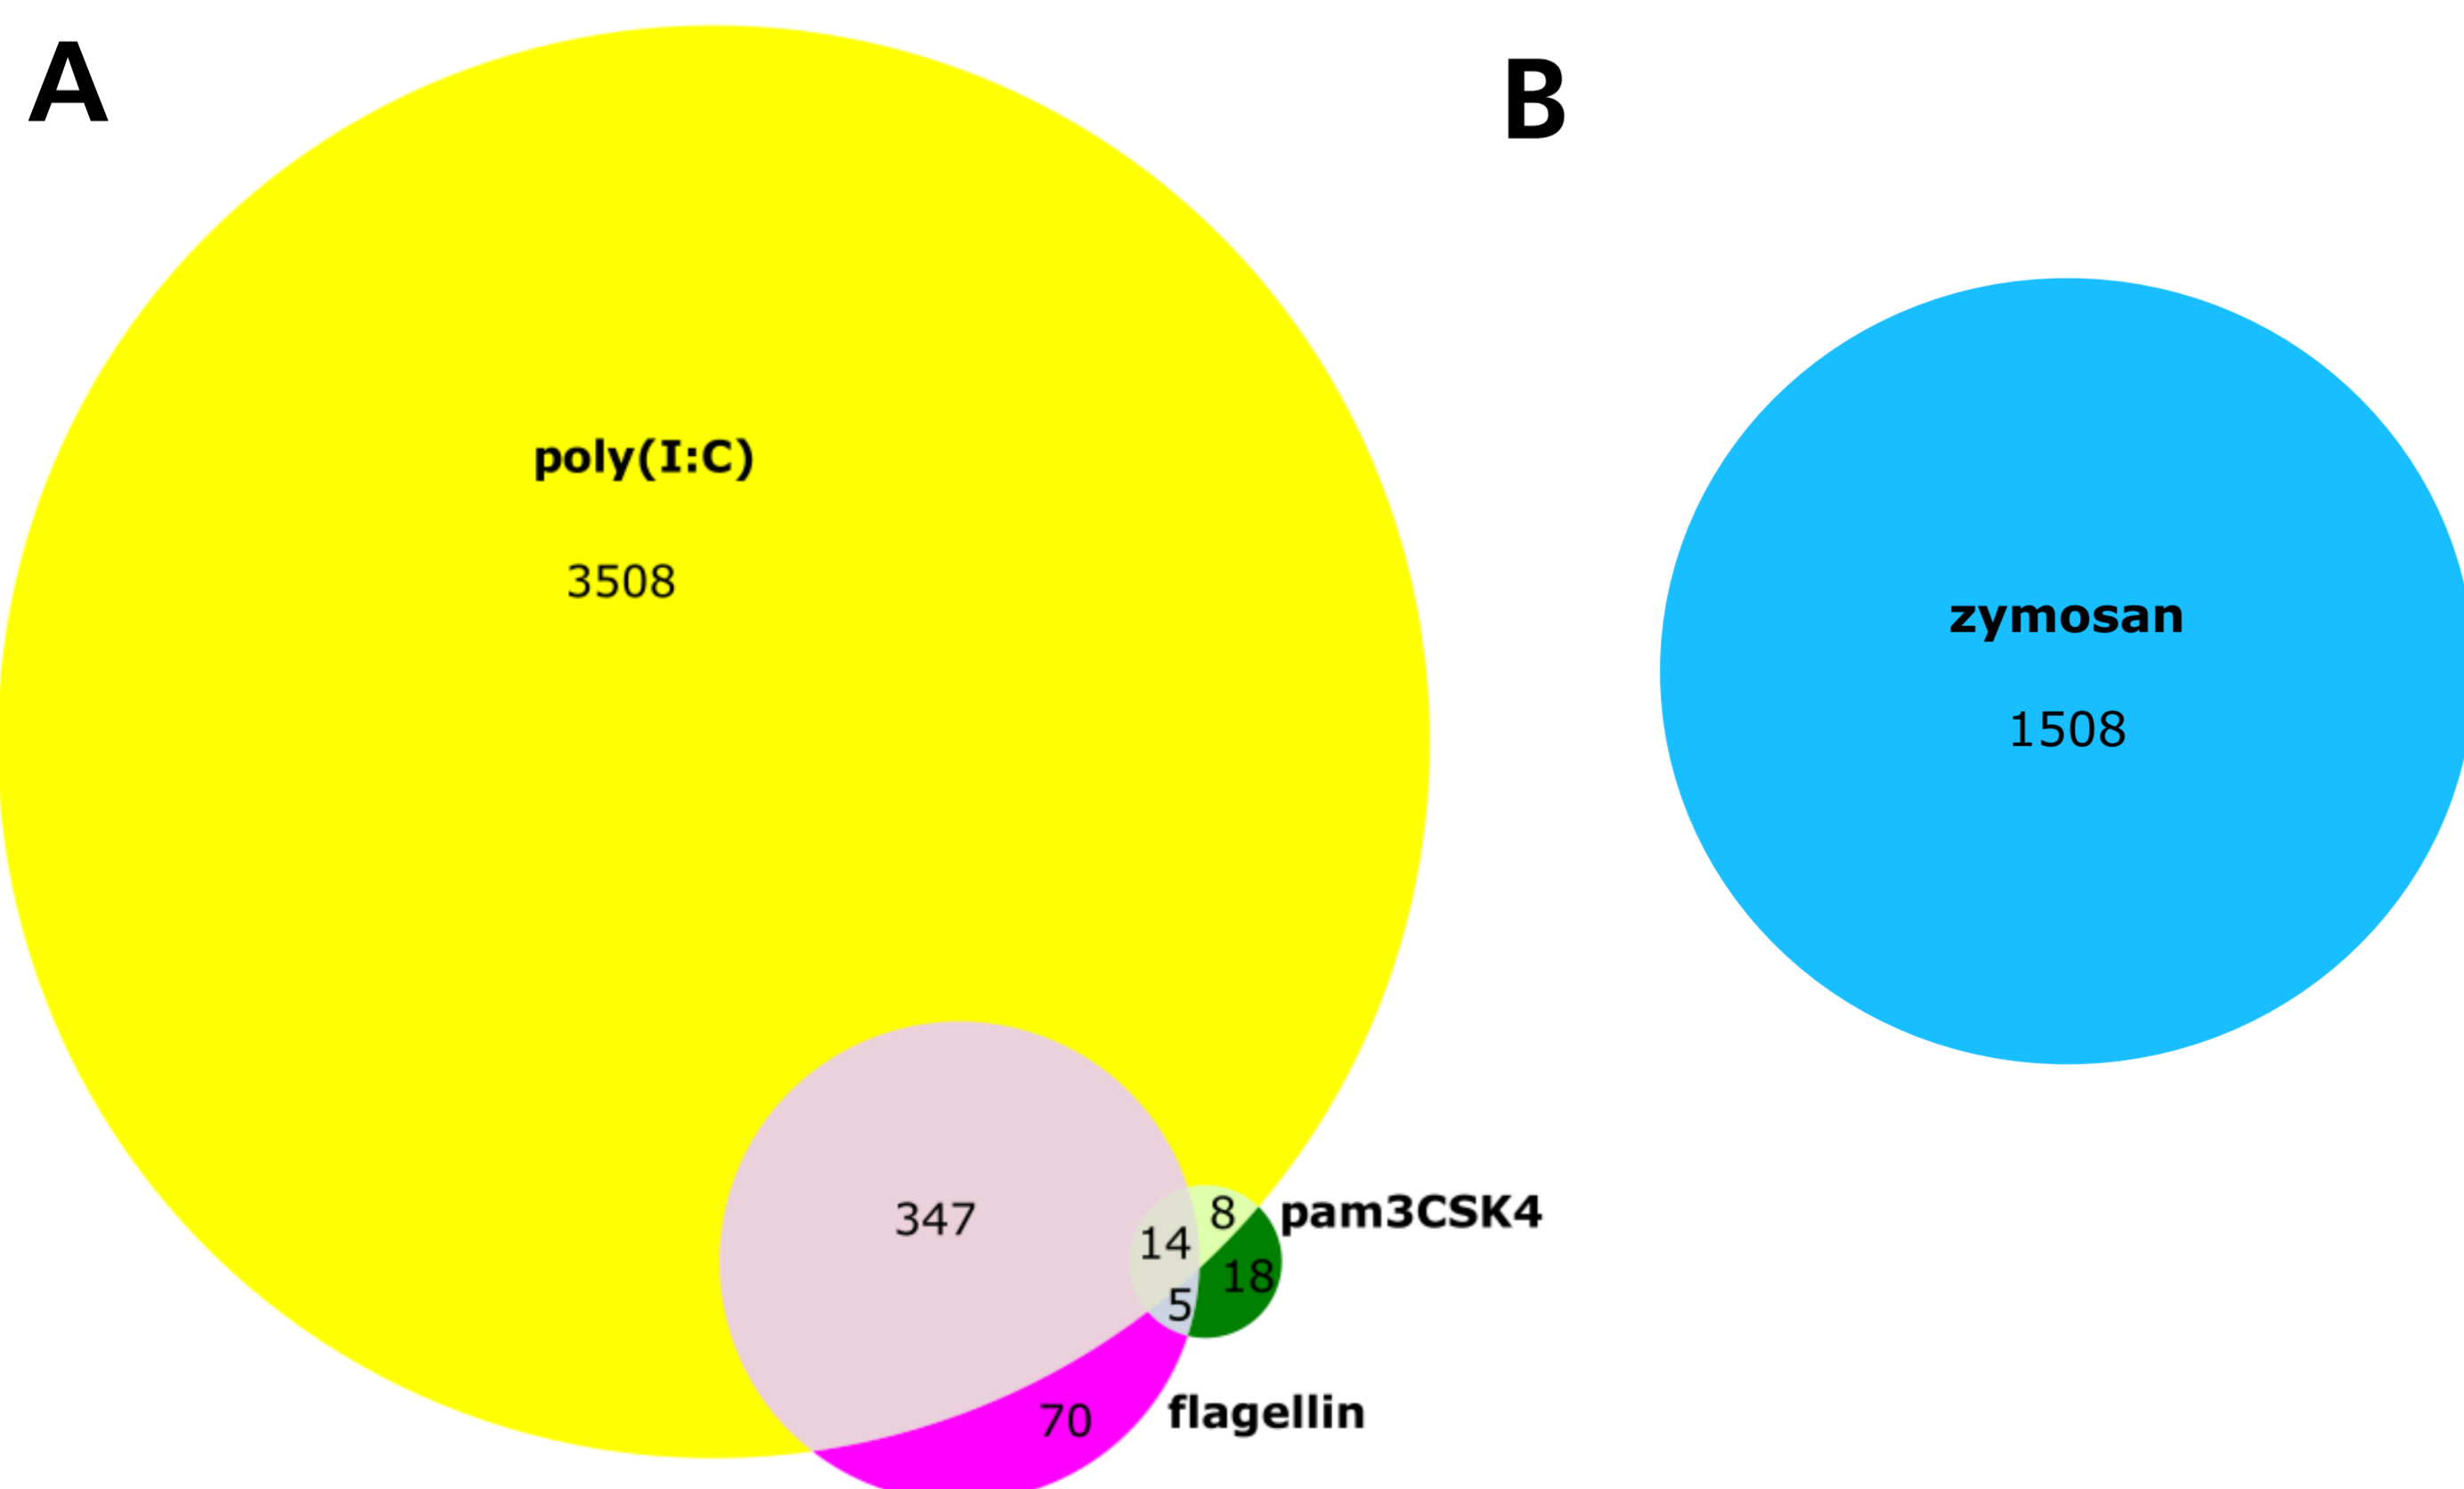 A
B
poly(I:C)
3508
zymosan
1508
347
8
pam3CSK4
14
18
5
70
flagellin